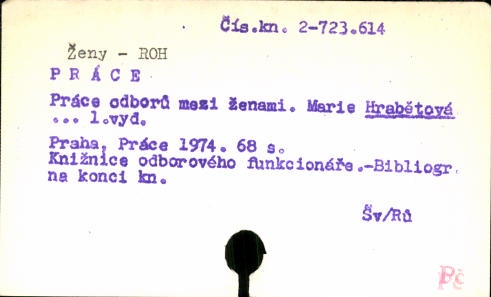 Čís.kn. 2-723.614
Ženy - ROH
P R Á C E
Práce odborů mezi ženami. Marie Hrabětová
... 1.vyd.
Praha, Práce 1974. 68 s.
Knižnice odborového funkcionáře.-Bibliogr.
na konci kn.
Šv/Rů
Pč